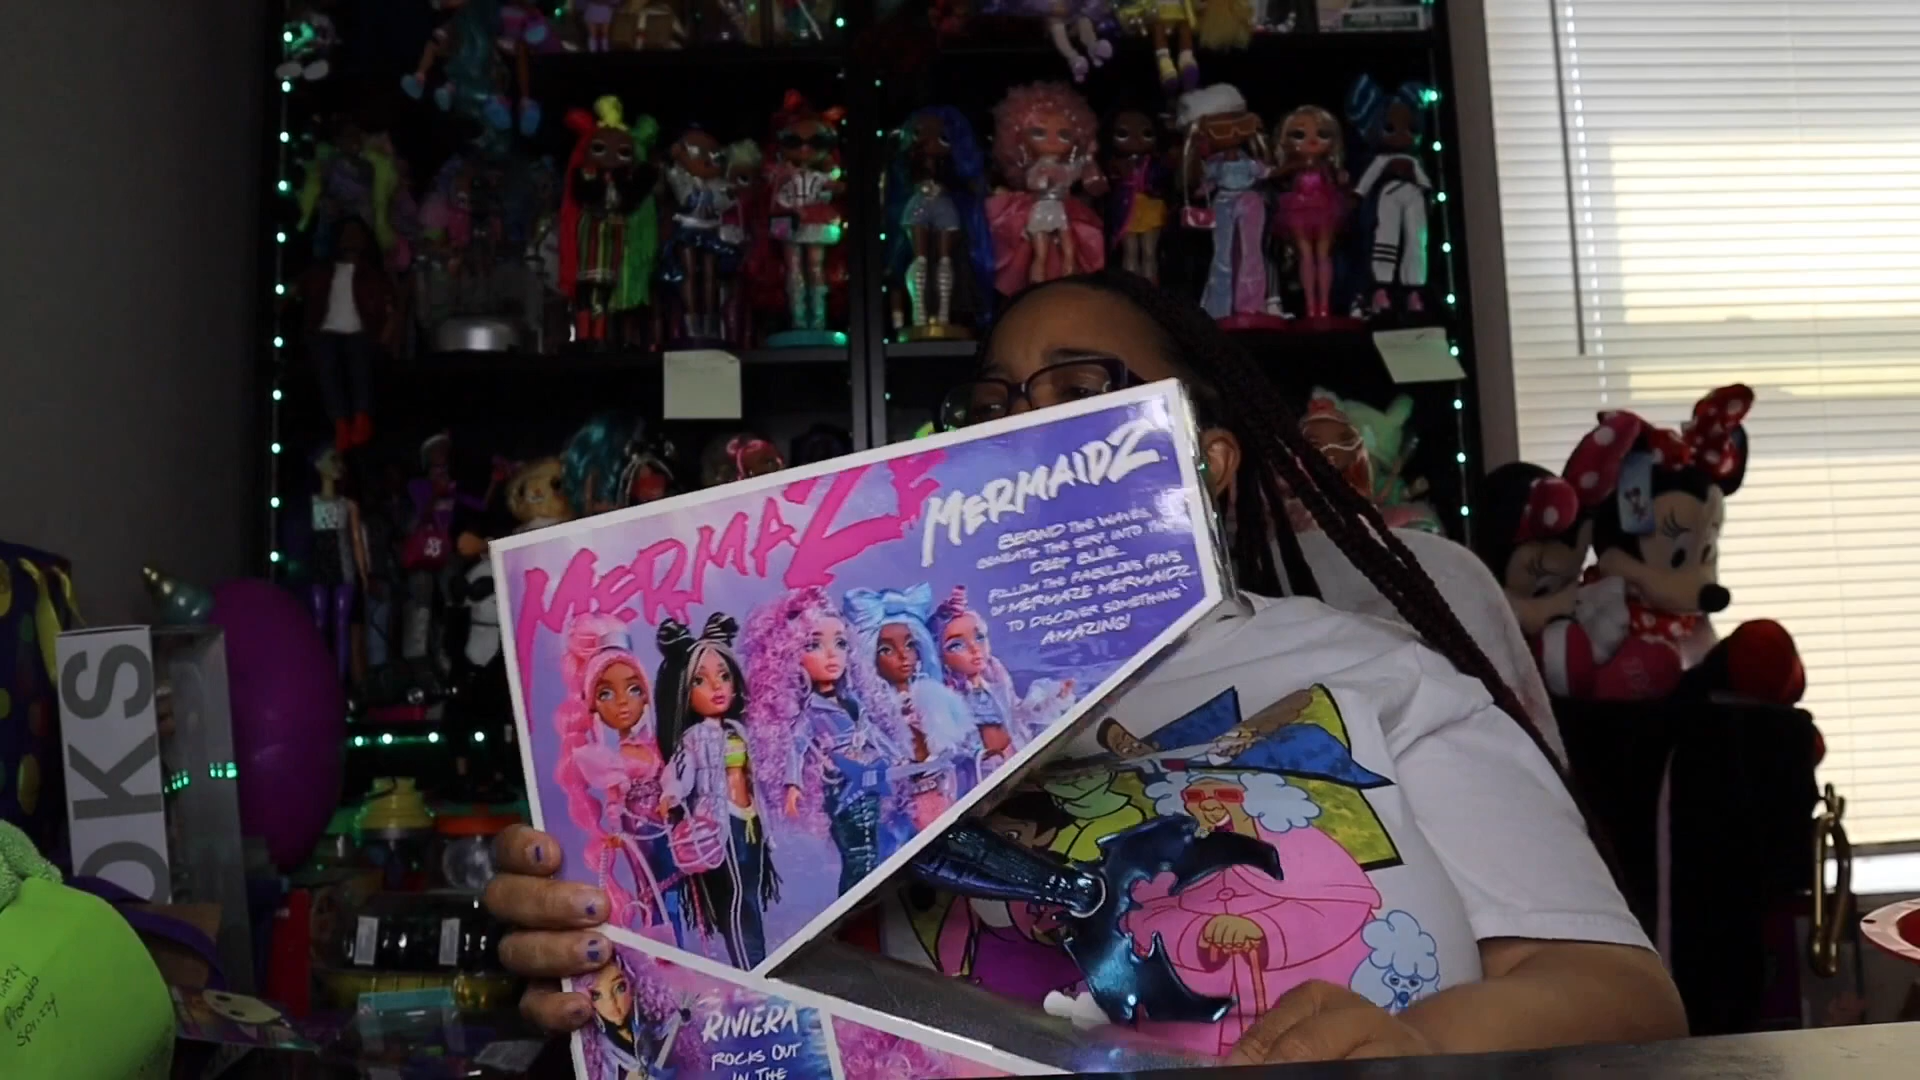 MERMAZE
MERMAIDZ
BEYOND THE WAVES,
BENEATH THE SURF, INTO THE
DEEP BLUE...
FOLLOW THE FABULOUS FINS
OF MERMAZE MERMAIDZ
TO DISCOVER SOMETHING
AMAZING!
RIVIERA
ROCKS OUT
IN THE
OKS